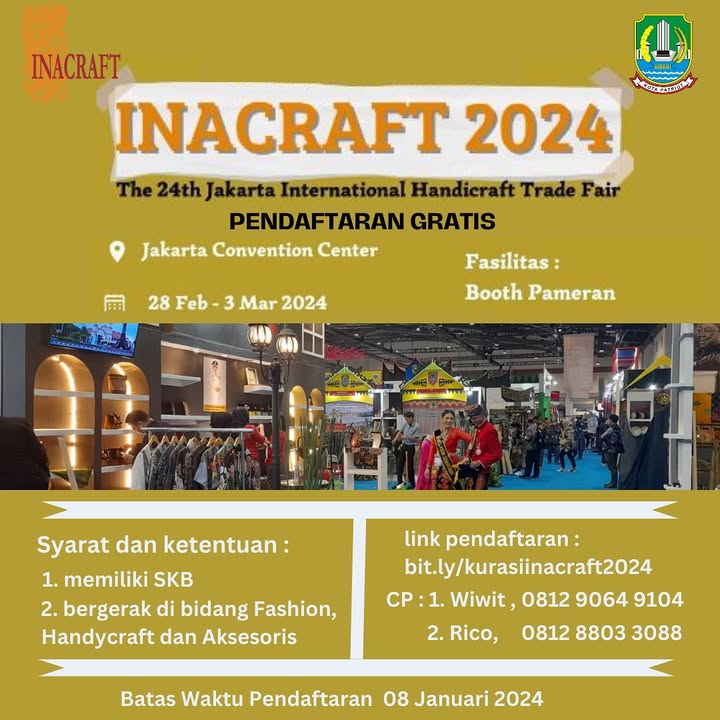 INACRAFT
KOTA PATRIOT
INACRAFT 2024
The 24th Jakarta International Handicraft Trade Fair
PENDAFTARAN GRATIS
Jakarta Convention Center
28 Feb - 3 Mar 2024
Fasilitas :
Booth Pameran
Syarat dan ketentuan :
1. memiliki SKB
2. bergerak di bidang Fashion,
Handycraft dan Aksesoris
link pendaftaran :
bit.ly/kurasiinacraft2024
CP : 1. Wiwit , 0812 9064 9104
2. Rico, 0812 8803 3088
Batas Waktu Pendaftaran 08 Januari 2024